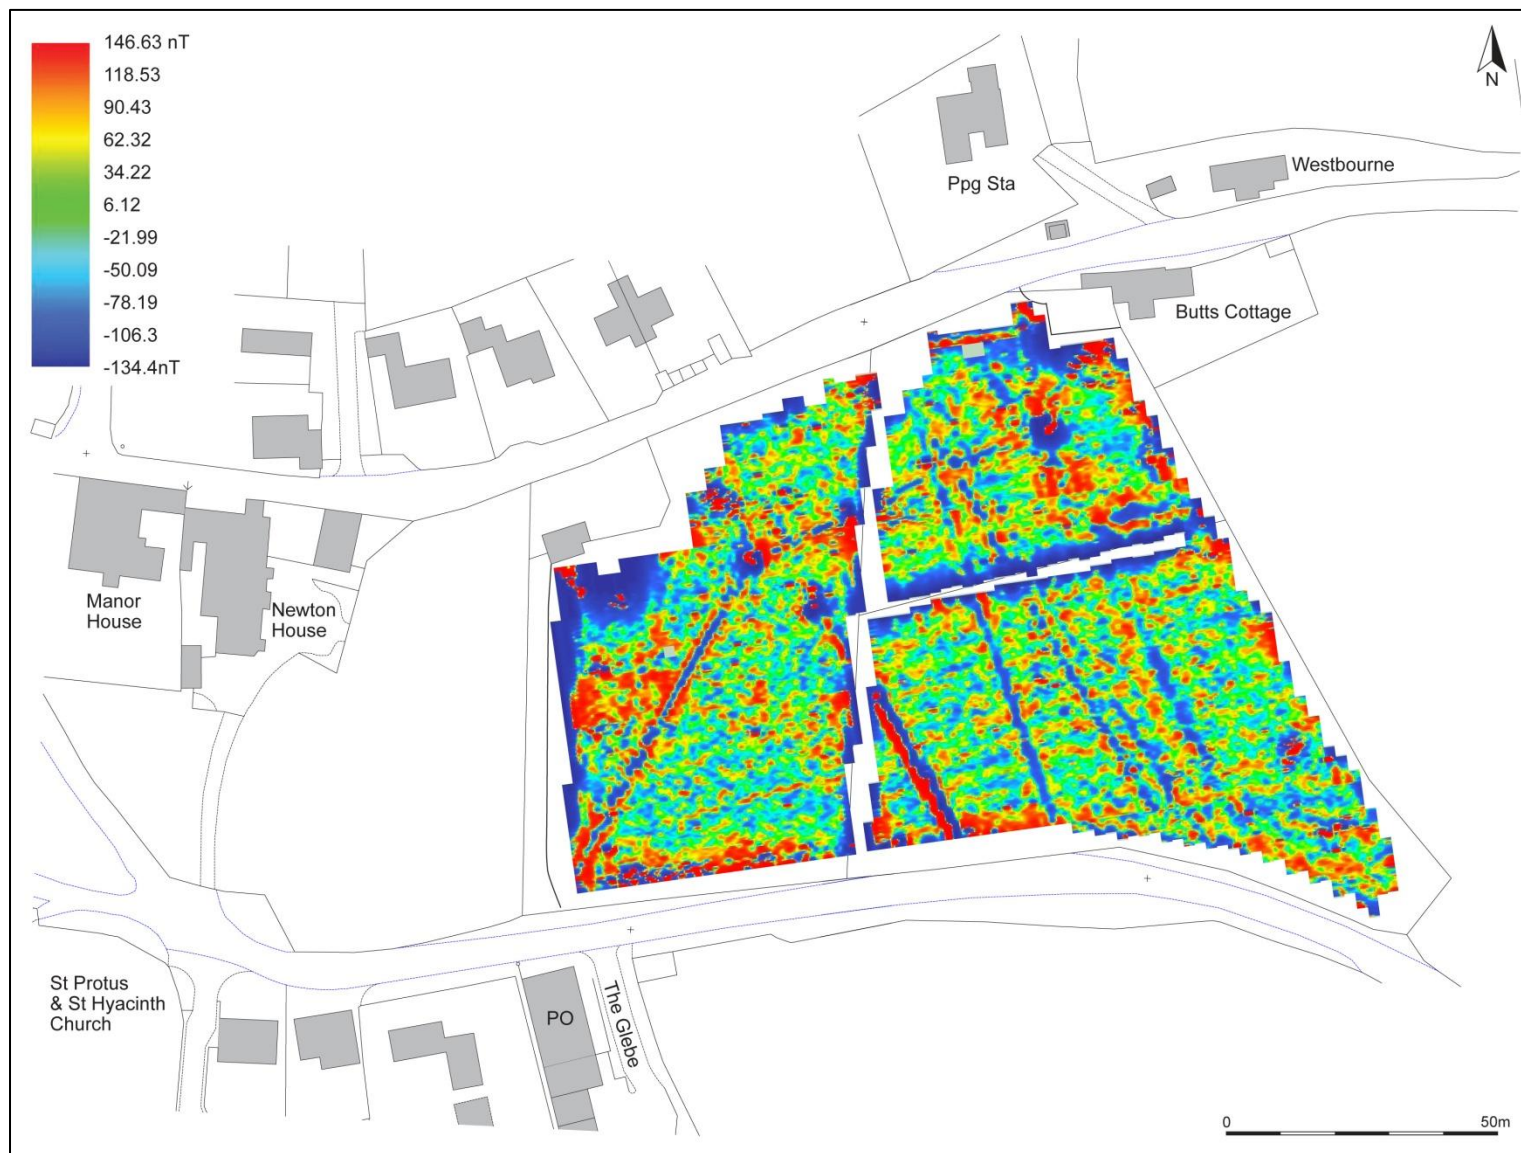 146.63 nT
118.53
90.43
62.32
34.22
6.12
-21.99
-50.09
-78.19
-106.3
-134.4nT
N
Westbourne
Ppg Sta
Butts Cottage
Manor
House
Newton
House
St Protus
& St Hyacinth
Church
PO
The Glebe
0
50m